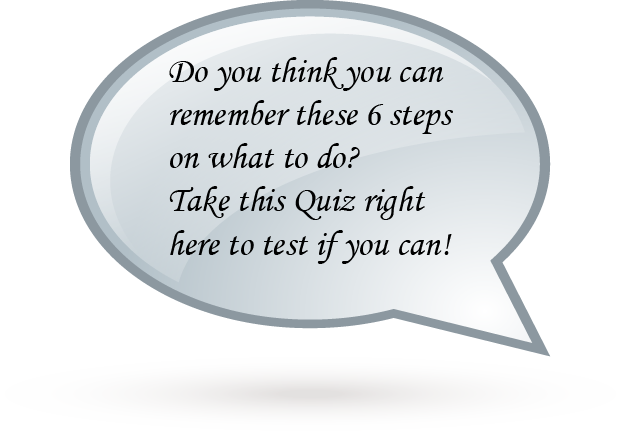 Do you think you can
remember these 6 steps
on what to do?
Take this Quiz right
here to test if you can!